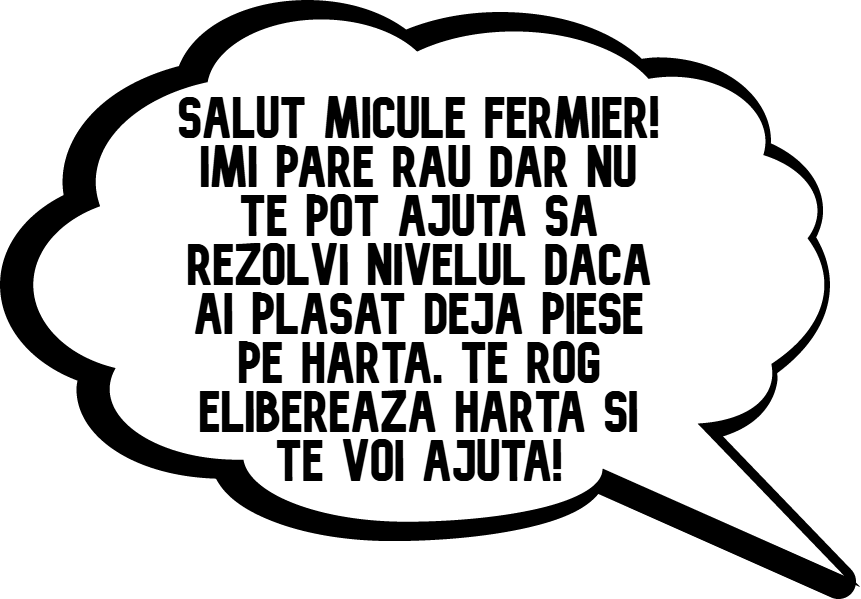 SALUT MICULE FERMIER!
IMI PARE RAU DAR NU
TE POT AJUTA SA
REZOLVI NIVELUL DACA
AI PLASAT DEJA PIESE
PE HARTA. TE ROG
ELIBEREAZA HARTA SI
TE VOI AJUTA!